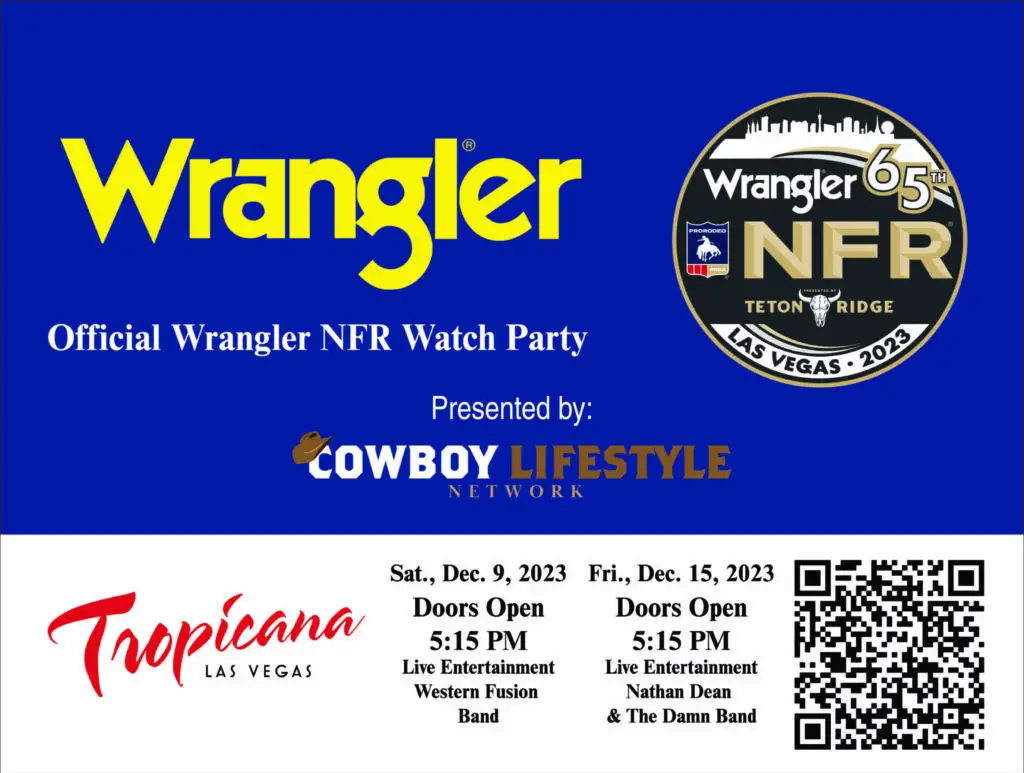 Wrangler®
Wrangler 65TH
PRORODEO
PRCA
NFR®
PRESENTED BY
TETON RIDGE
LAS VEGAS • 2023
Official Wrangler NFR Watch Party
Presented by:
COWBOY LIFESTYLE
NETWORK
Tropicana
LAS VEGAS
Sat., Dec. 9, 2023
Doors Open
5:15 PM
Live Entertainment
Western Fusion
Band
Fri., Dec. 15, 2023
Doors Open
5:15 PM
Live Entertainment
Nathan Dean
& The Damn Band